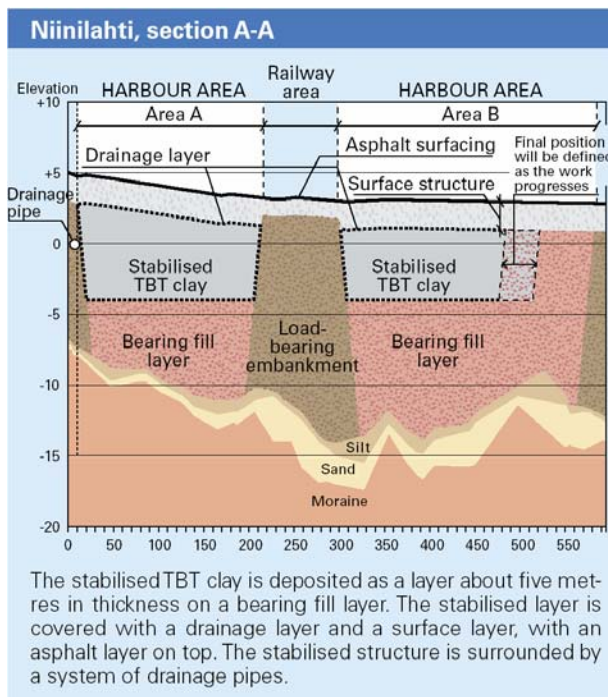 Niinilahti, section A-A
Elevation
+10
HARBOUR AREA
Railway
area
HARBOUR AREA
Area A
Area B
Drainage layer
Asphalt surfacing
Final position
will be defined
as the work
progresses
Surface structure
+5
Drainage
pipe
0
Stabilised
TBT clay
Stabilised
TBT clay
-5
Bearing fill
layer
Load-
bearing
embankment
Bearing fill
layer
-10
Silt
-15
Sand
Moraine
-20
0 50 100 150 200 250 300 350 400 450 500 550
The stabilised TBT clay is deposited as a layer about five met-
res in thickness on a bearing fill layer. The stabilised layer is
covered with a drainage layer and a surface layer, with an
asphalt layer on top. The stabilised structure is surrounded by
a system of drainage pipes.